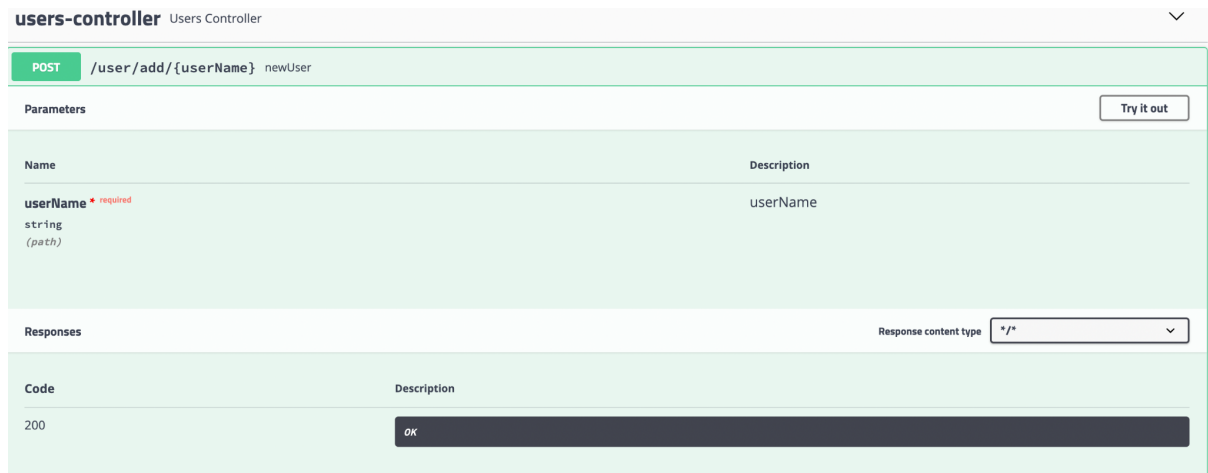 users-controller Users Controller
POST /user/add/{userName} newUser
Parameters Try it out
Name Description
userName * required userName
string
(path)
Responses Response content type */*
Code Description
200 OK